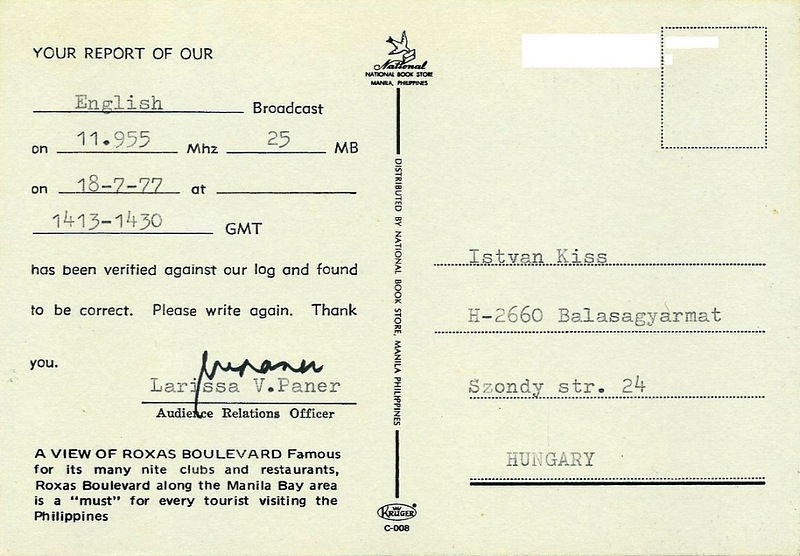 YOUR REPORT OF OUR
English Broadcast
on 11.955 Mhz 25 MB
on 18-7-77 at
1413-1430 GMT
has been verified against our log and found
to be correct. Please write again. Thank
you.
Larissa V.Paner
Audience Relations Officer
A VIEW OF ROXAS BOULEVARD Famous
for its many nite clubs and restaurants,
Roxas Boulevard along the Manila Bay area
is a "must" for every tourist visiting the
Philippines
National
NATIONAL BOOK STORE
MANILA, PHILIPPINES
DISTRIBUTED BY NATIONAL BOOK STORE, MANILA PHILIPPINES
KRÜGER
C-008
Istvan Kiss
H-2660 Balasagyarmat
Szondy str. 24
HUNGARY